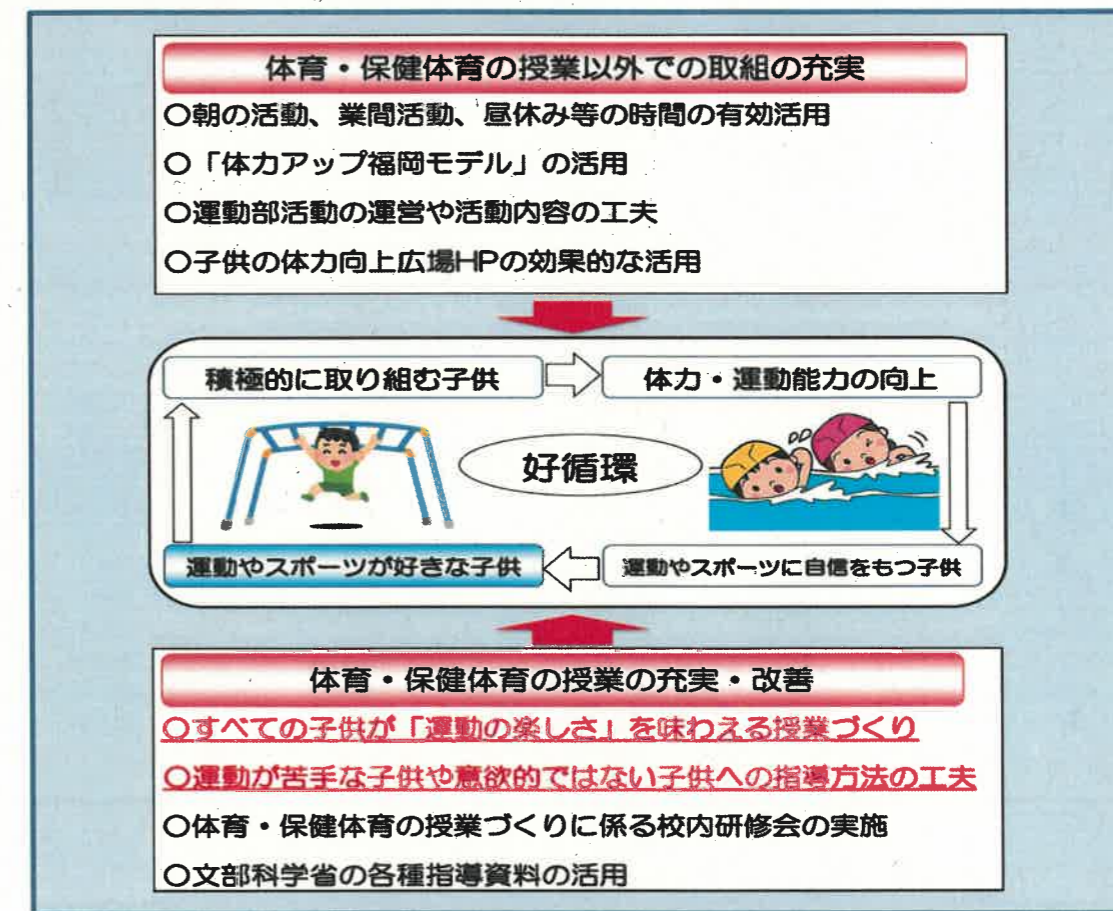 体育・保健体育の授業以外での取組の充実
〇朝の活動、業間活動、昼休み等の時間の有効活用
〇「体力アップ福岡モデル」の活用
〇運動部活動の運営や活動内容の工夫
〇子供の体力向上広場HPの効果的な活用
積極的に取り組む子供
体力・運動能力の向上
好循環
運動やスポーツが好きな子供
運動やスポーツに自信をもつ子供
体育・保健体育の授業の充実・改善
〇すべての子供が「運動の楽しさ」を味わえる授業づくり
〇運動が苦手な子供や意欲的ではない子供への指導方法の工夫
〇体育・保健体育の授業づくりに係る校内研修会の実施
〇文部科学省の各種指導資料の活用